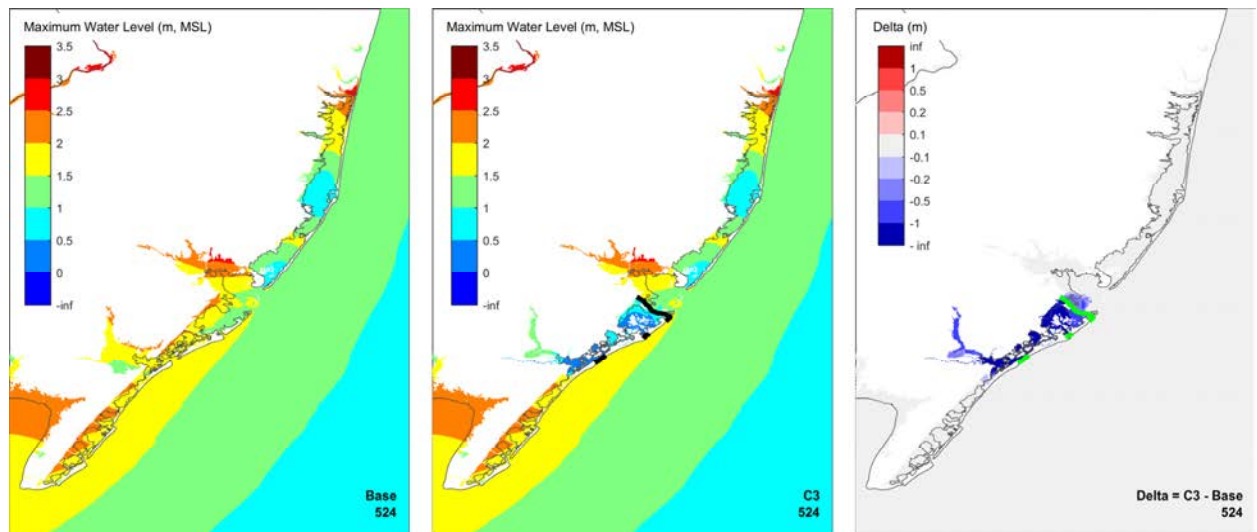 Maximum Water Level (m, MSL)
3.5
3
2.5
2
1.5
1
0.5
0
-inf
Base
524
Maximum Water Level (m, MSL)
3.5
3
2.5
2
1.5
1
0.5
0
-inf
C3
524
Delta (m)
inf
1
0.5
0.2
0.1
-0.1
-0.2
-0.5
-1
- inf
Delta = C3 - Base
524